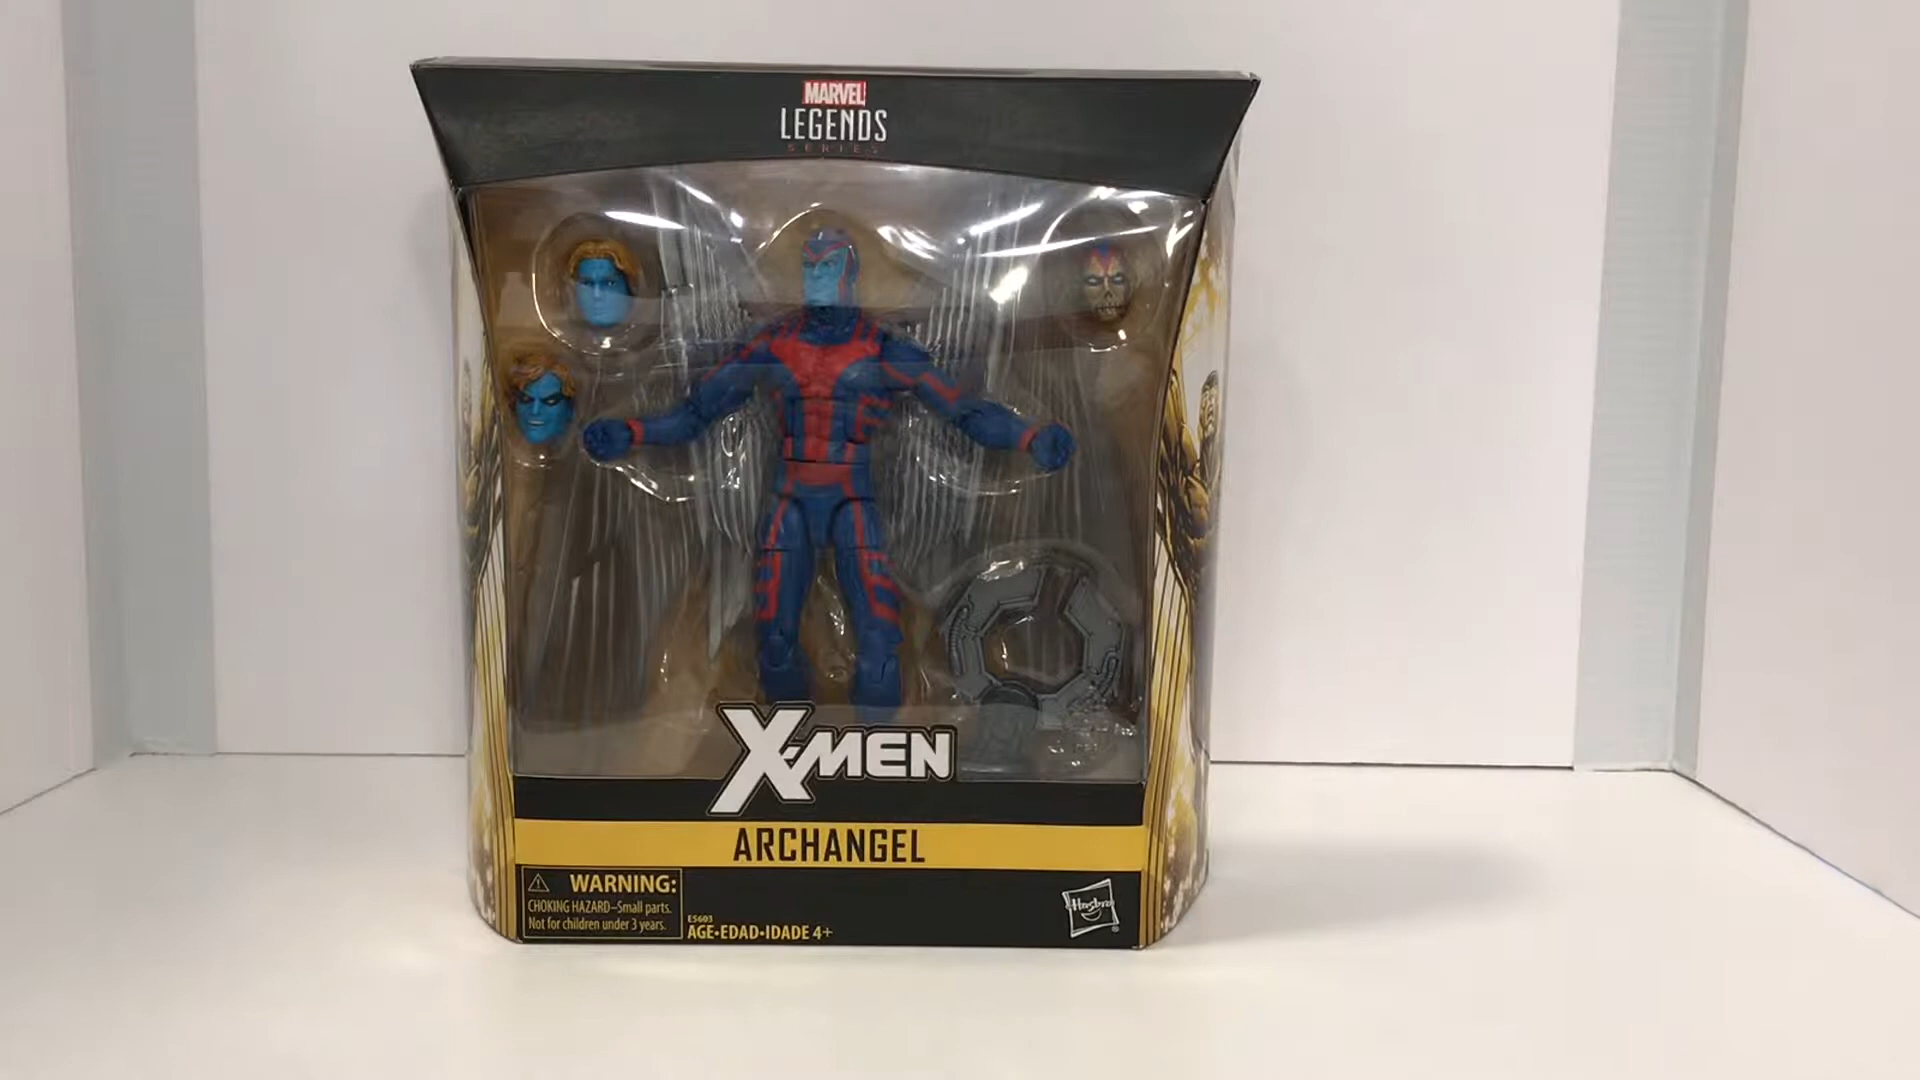 MARVEL
LEGENDS
SERIES
X-MEN
ARCHANGEL
⚠ WARNING:
CHOKING HAZARD–Small parts.
Not for children under 3 years.
E5603
AGE•EDAD•IDADE 4+
Hasbro
®